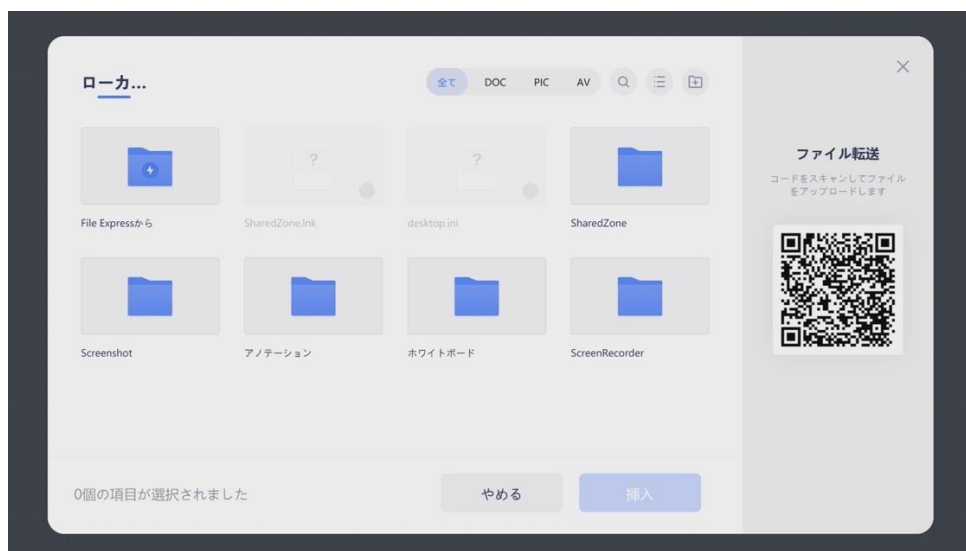 ローカ...
全て DOC PIC AV
File Expressから
SharedZone.lnk
desktop.ini
SharedZone
Screenshot
アノテーション
ホワイトボード
ScreenRecorder
0個の項目が選択されました
やめる
挿入
ファイル転送
コードをスキャンしてファイル
をアップロードします